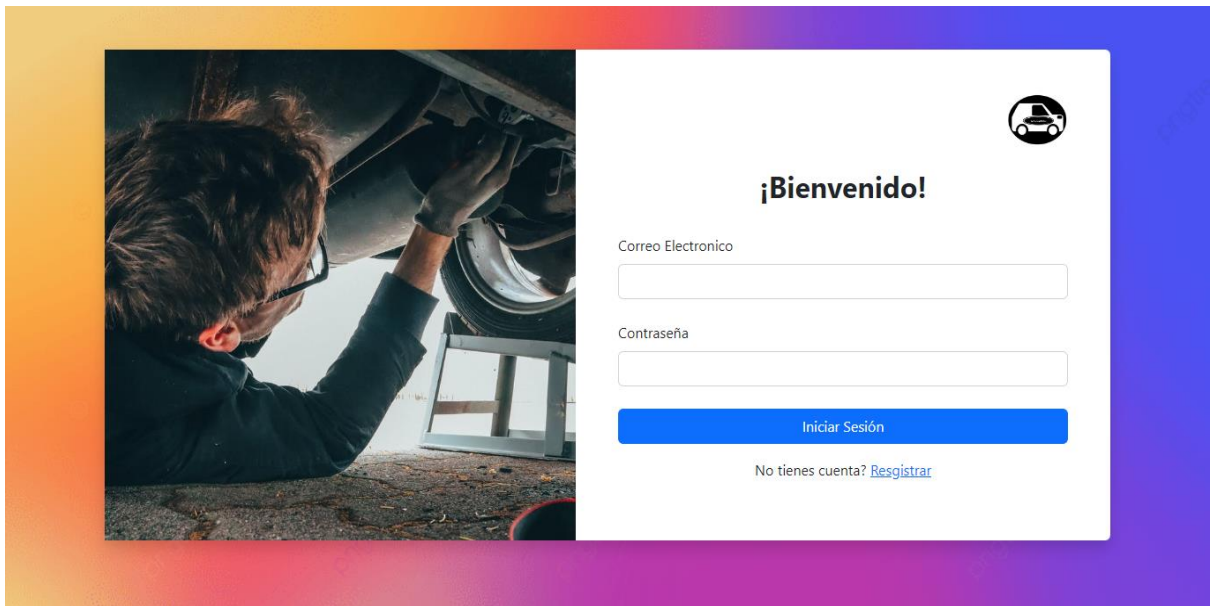 ¡Bienvenido!
Correo Electronico
Contraseña
Iniciar Sesión
No tienes cuenta? Resgistrar